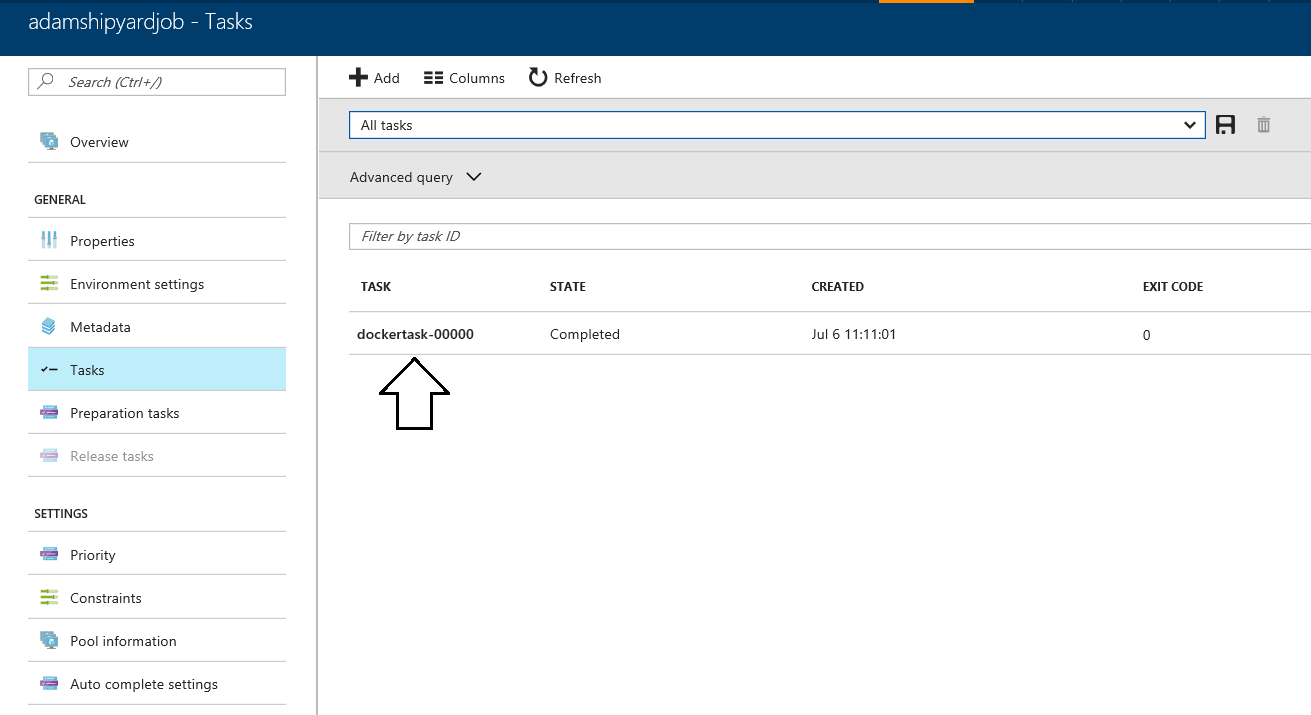 adamshipyardjob - Tasks
Search (Ctrl+/)
Overview
GENERAL
Properties
Environment settings
Metadata
Tasks
Preparation tasks
Release tasks
SETTINGS
Priority
Constraints
Pool information
Auto complete settings
Add Columns Refresh
All tasks
Advanced query
Filter by task ID
TASK STATE CREATED EXIT CODE
dockertask-00000 Completed Jul 6 11:11:01 0